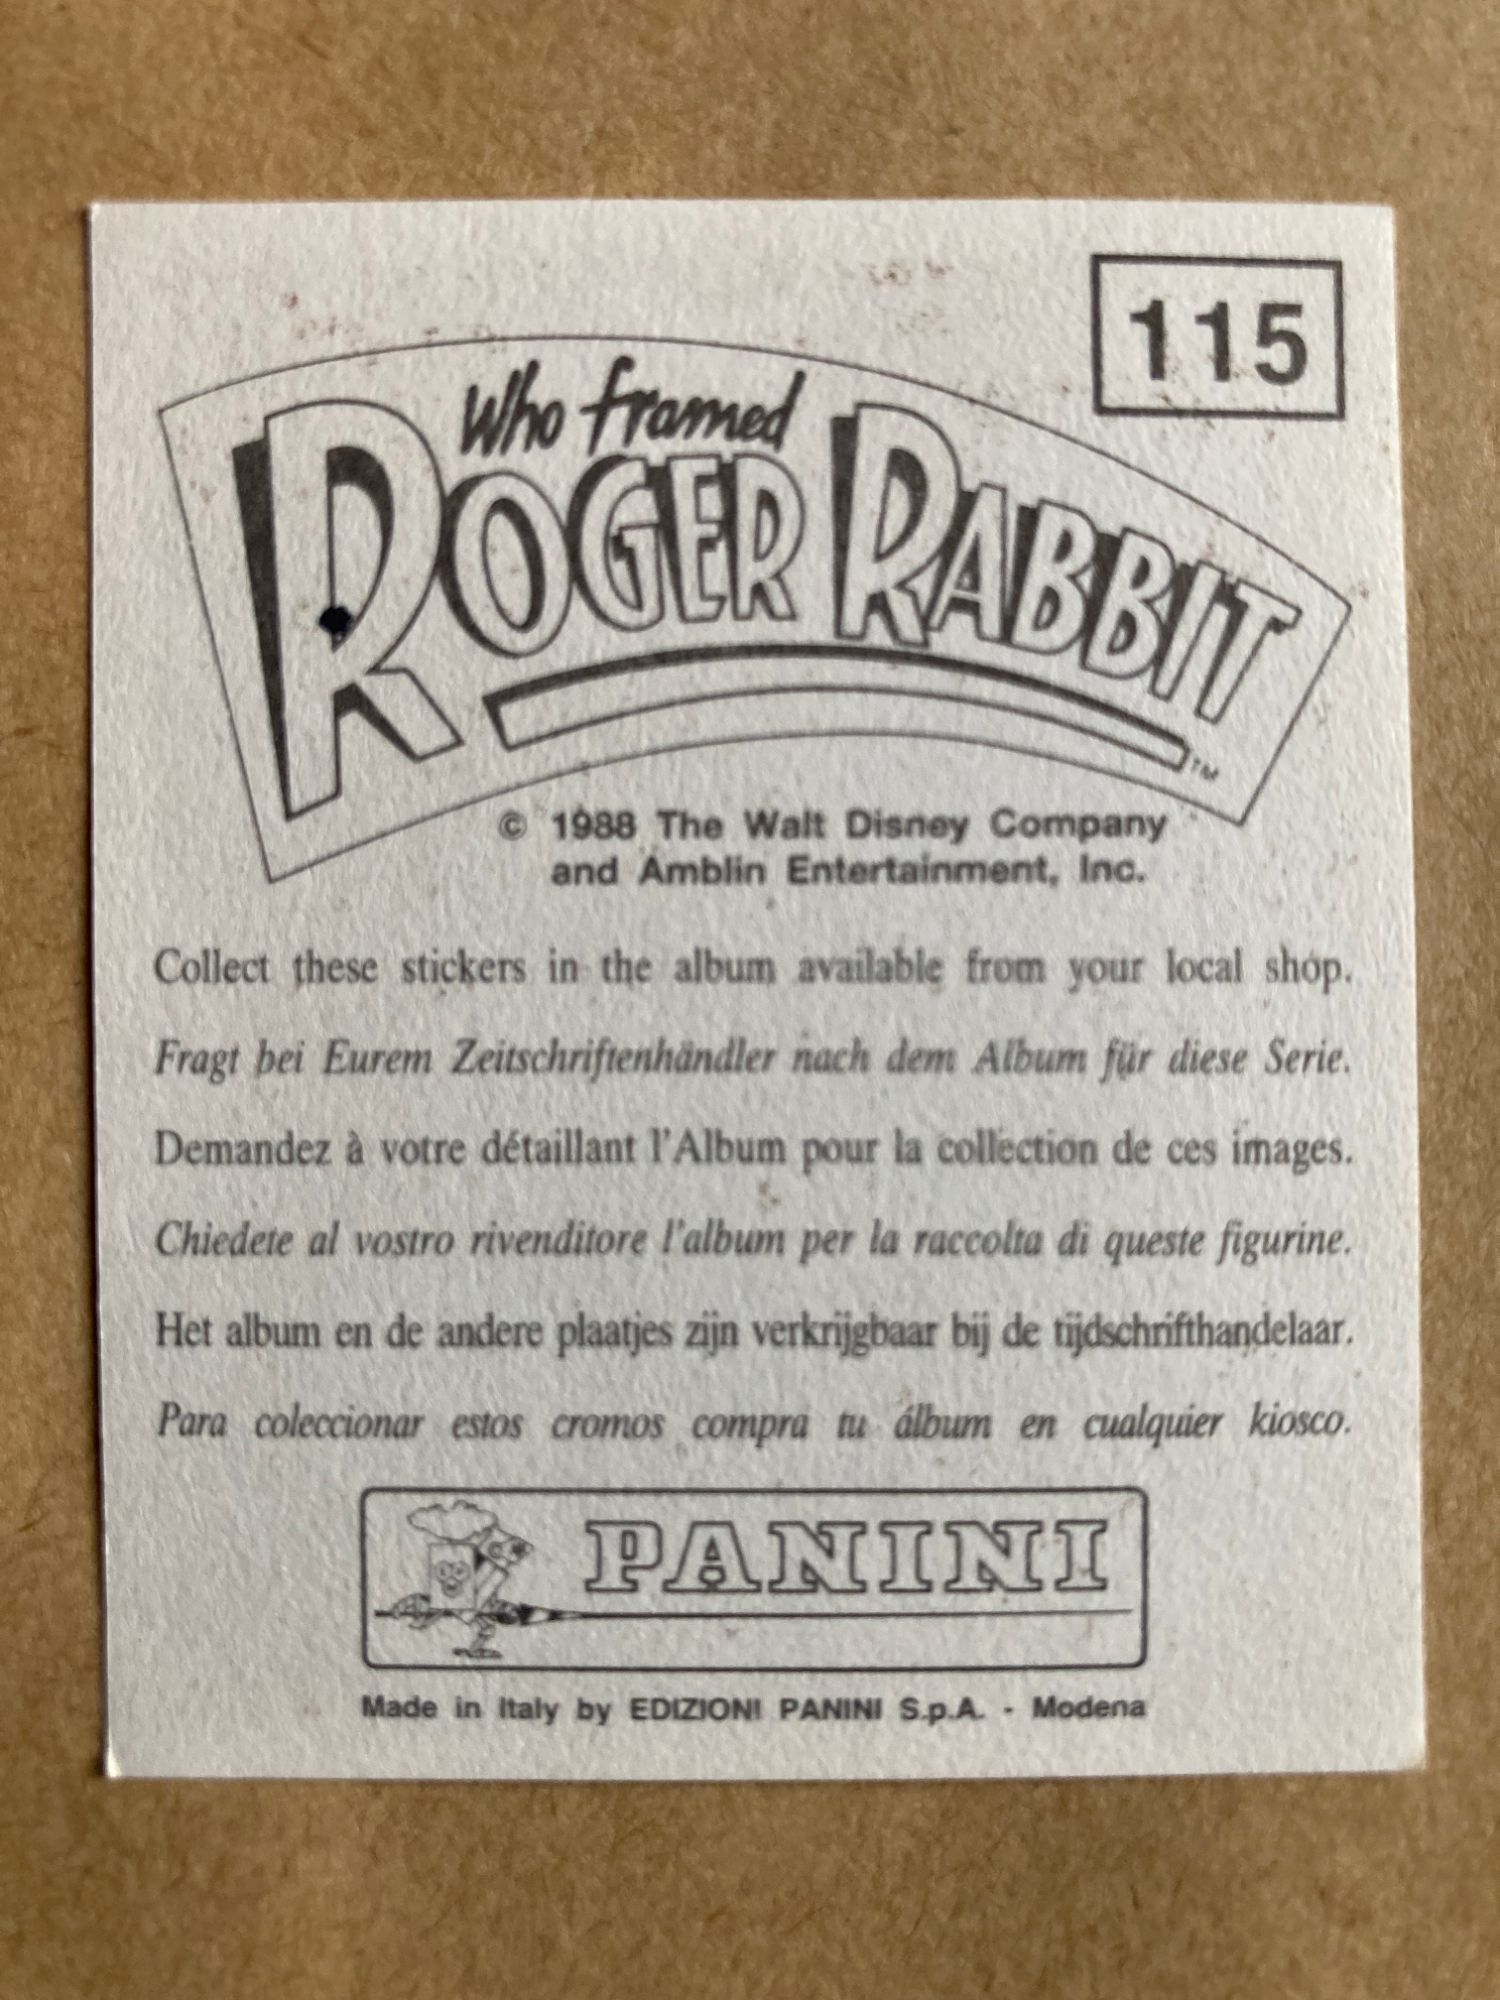 115
Who framed
ROGER RABBIT
TM
© 1988 The Walt Disney Company
and Amblin Entertainment, Inc.
Collect these stickers in the album available from your local shop.
Fragt bei Eurem Zeitschriftenhändler nach dem Album für diese Serie.
Demandez à votre détaillant l'Album pour la collection de ces images.
Chiedete al vostro rivenditore l'album per la raccolta di queste figurine.
Het album en de andere plaatjes zijn verkrijgbaar bij de tijdschrifthandelaar.
Para coleccionar estos cromos compra tu álbum en cualquier kiosco.
PANINI
Made in Italy by EDIZIONI PANINI S.p.A. - Modena